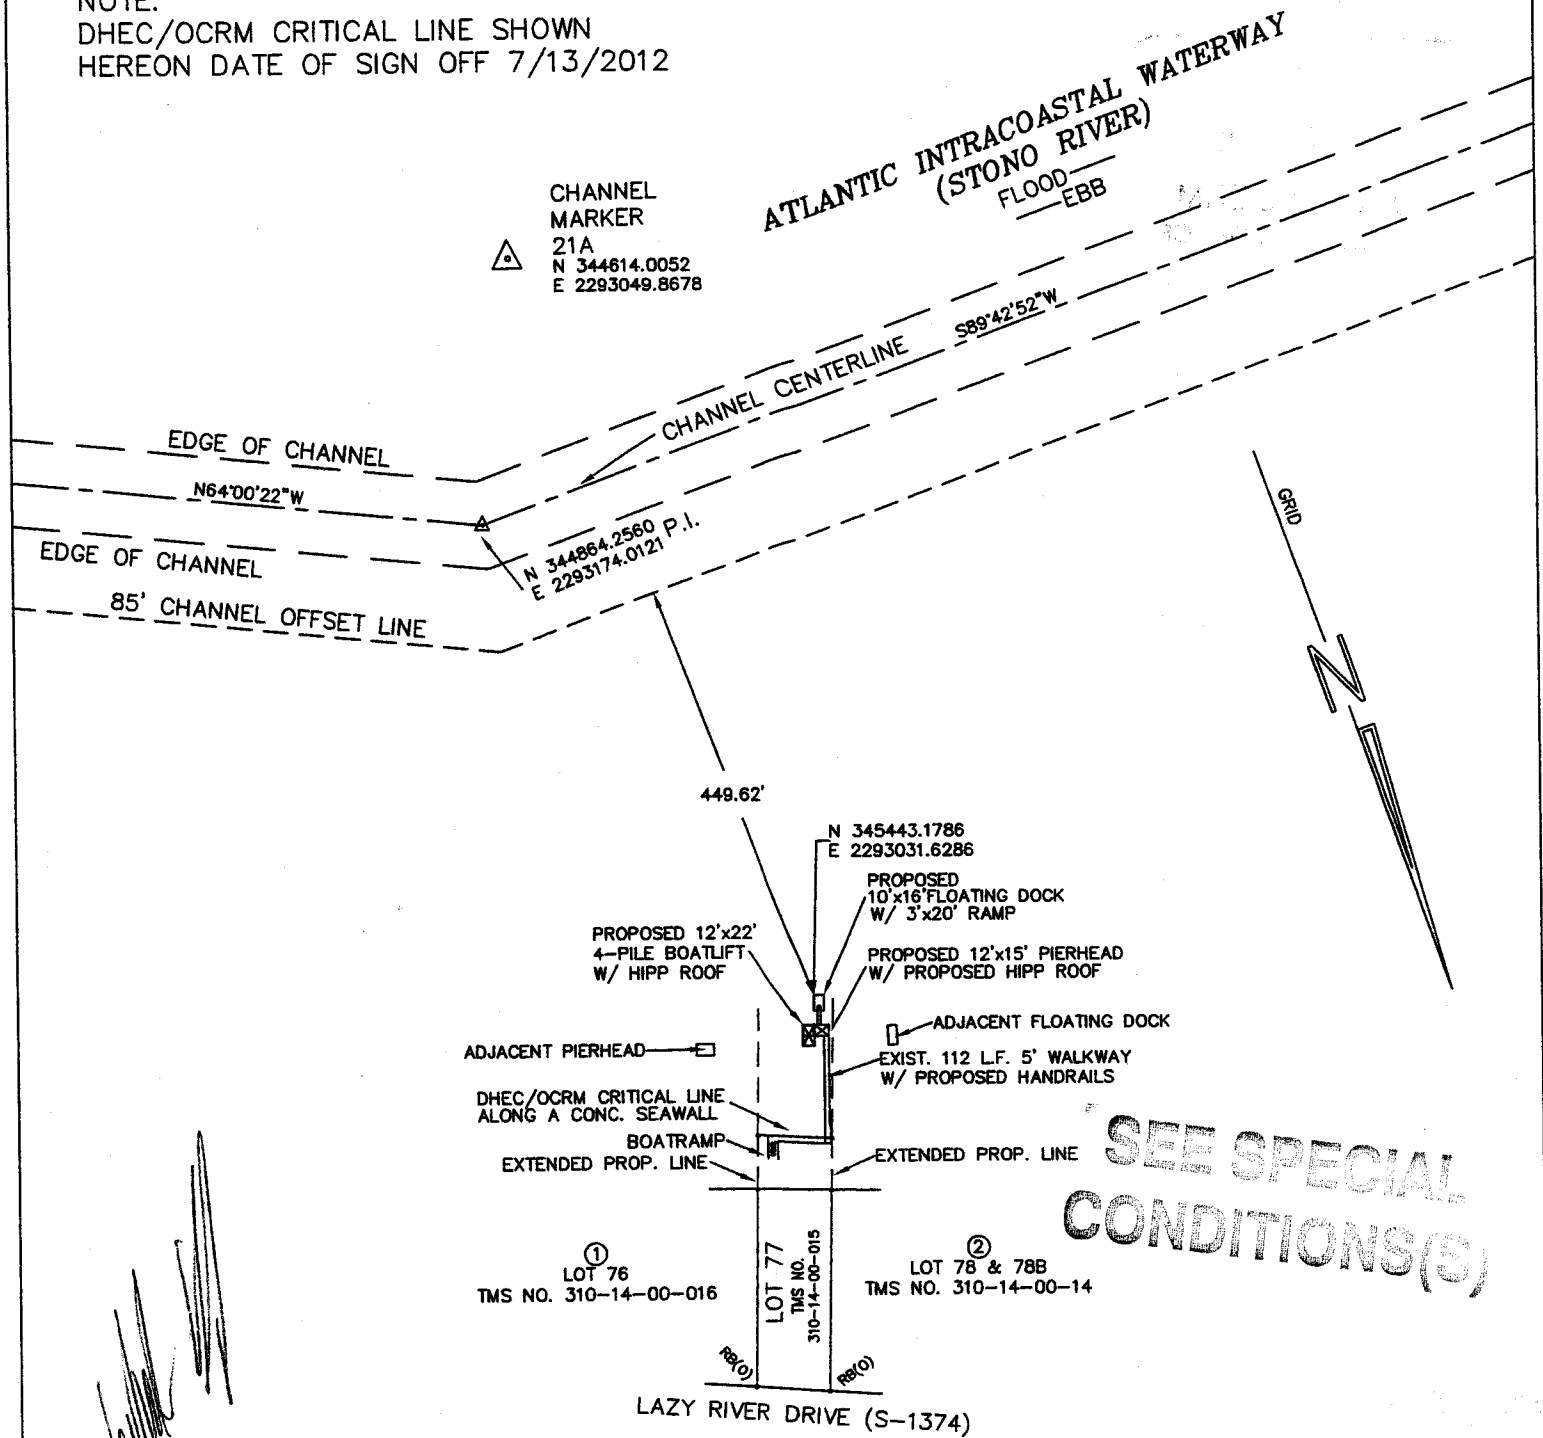 NOTE:
DHEC/OCRM CRITICAL LINE SHOWN
HEREON DATE OF SIGN OFF 7/13/2012
ATLANTIC INTRACOASTAL WATERWAY
(STONO RIVER)
FLOOD
EBB
CHANNEL
MARKER
21A
N 344614.0052
E 2293049.8678
S89°42'52"W
CHANNEL CENTERLINE
EDGE OF CHANNEL
N64°00'22"W
EDGE OF CHANNEL
85' CHANNEL OFFSET LINE
N 344864.2560 P.I.
E 2293174.0121
GRID
N
449.62'
N 345443.1786
E 2293031.6286
PROPOSED
10'x16'FLOATING DOCK
W/ 3'x20' RAMP
PROPOSED 12'x22'
4-PILE BOATLIFT
W/ HIPP ROOF
PROPOSED 12'x15' PIERHEAD
W/ PROPOSED HIPP ROOF
ADJACENT FLOATING DOCK
ADJACENT PIERHEAD
EXIST. 112 L.F. 5' WALKWAY
W/ PROPOSED HANDRAILS
DHEC/OCRM CRITICAL LINE
ALONG A CONC. SEAWALL
BOATRAMP
EXTENDED PROP. LINE
EXTENDED PROP. LINE
SEE SPECIAL
CONDITIONS(S)
1
LOT 76
TMS NO. 310-14-00-016
LOT 77
TMS NO.
310-14-00-015
2
LOT 78 & 78B
TMS NO. 310-14-00-14
RB(O)
RB(O)
LAZY RIVER DRIVE (S-1374)